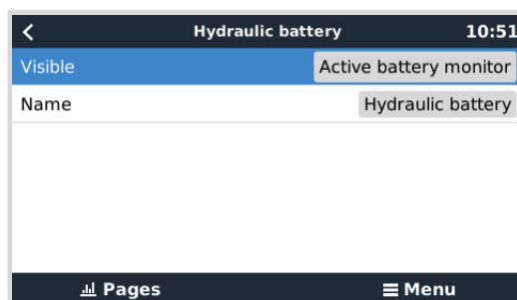 Hydraulic battery 10:51
Visible Active battery monitor
Name Hydraulic battery
Pages Menu